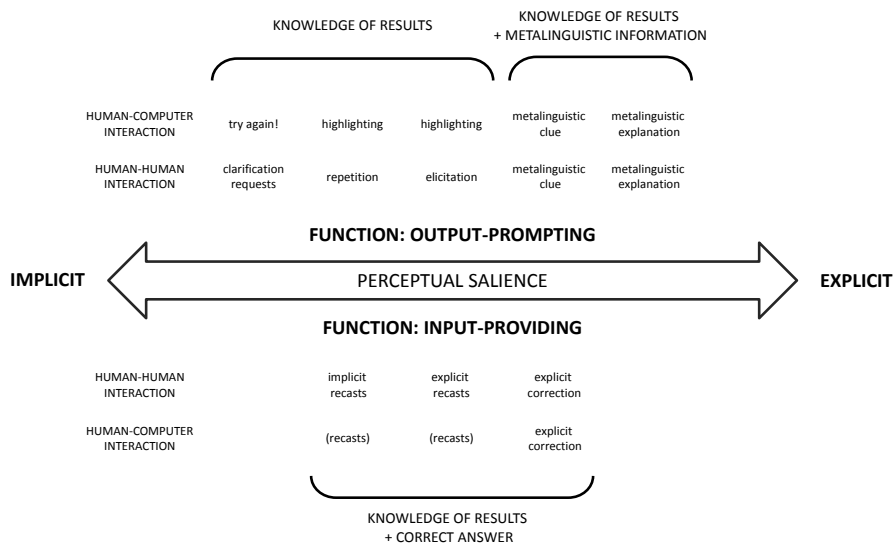 KNOWLEDGE OF RESULTS
KNOWLEDGE OF RESULTS
+ METALINGUISTIC INFORMATION
HUMAN-COMPUTER
INTERACTION
try again!
highlighting
highlighting
metalinguistic
clue
metalinguistic
explanation
HUMAN-HUMAN
INTERACTION
clarification
requests
repetition
elicitation
metalinguistic
clue
metalinguistic
explanation
FUNCTION: OUTPUT-PROMPTING
IMPLICIT
PERCEPTUAL SALIENCE
EXPLICIT
FUNCTION: INPUT-PROVIDING
HUMAN-HUMAN
INTERACTION
implicit
recasts
explicit
recasts
explicit
correction
HUMAN-COMPUTER
INTERACTION
(recasts)
(recasts)
explicit
correction
KNOWLEDGE OF RESULTS
+ CORRECT ANSWER